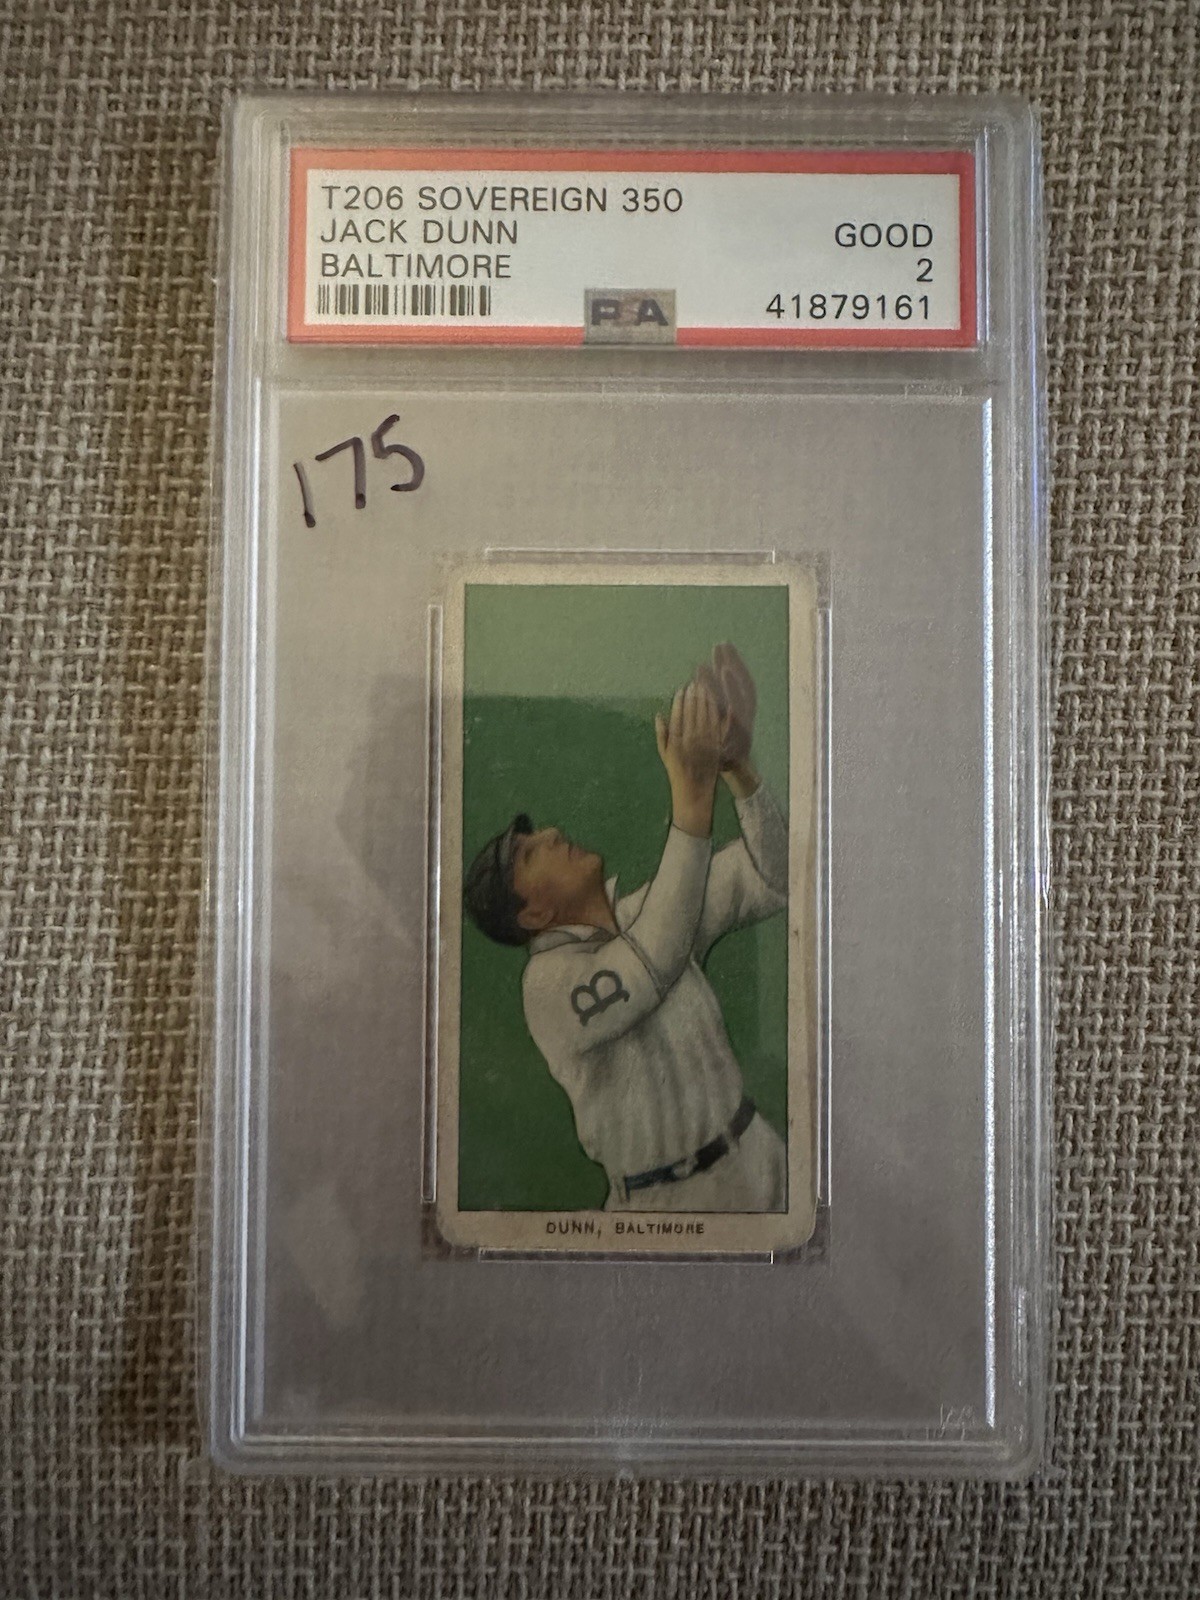 T206 SOVEREIGN 350
JACK DUNN
BALTIMORE
GOOD
2
41879161
PSA
175
B
DUNN, BALTIMORE